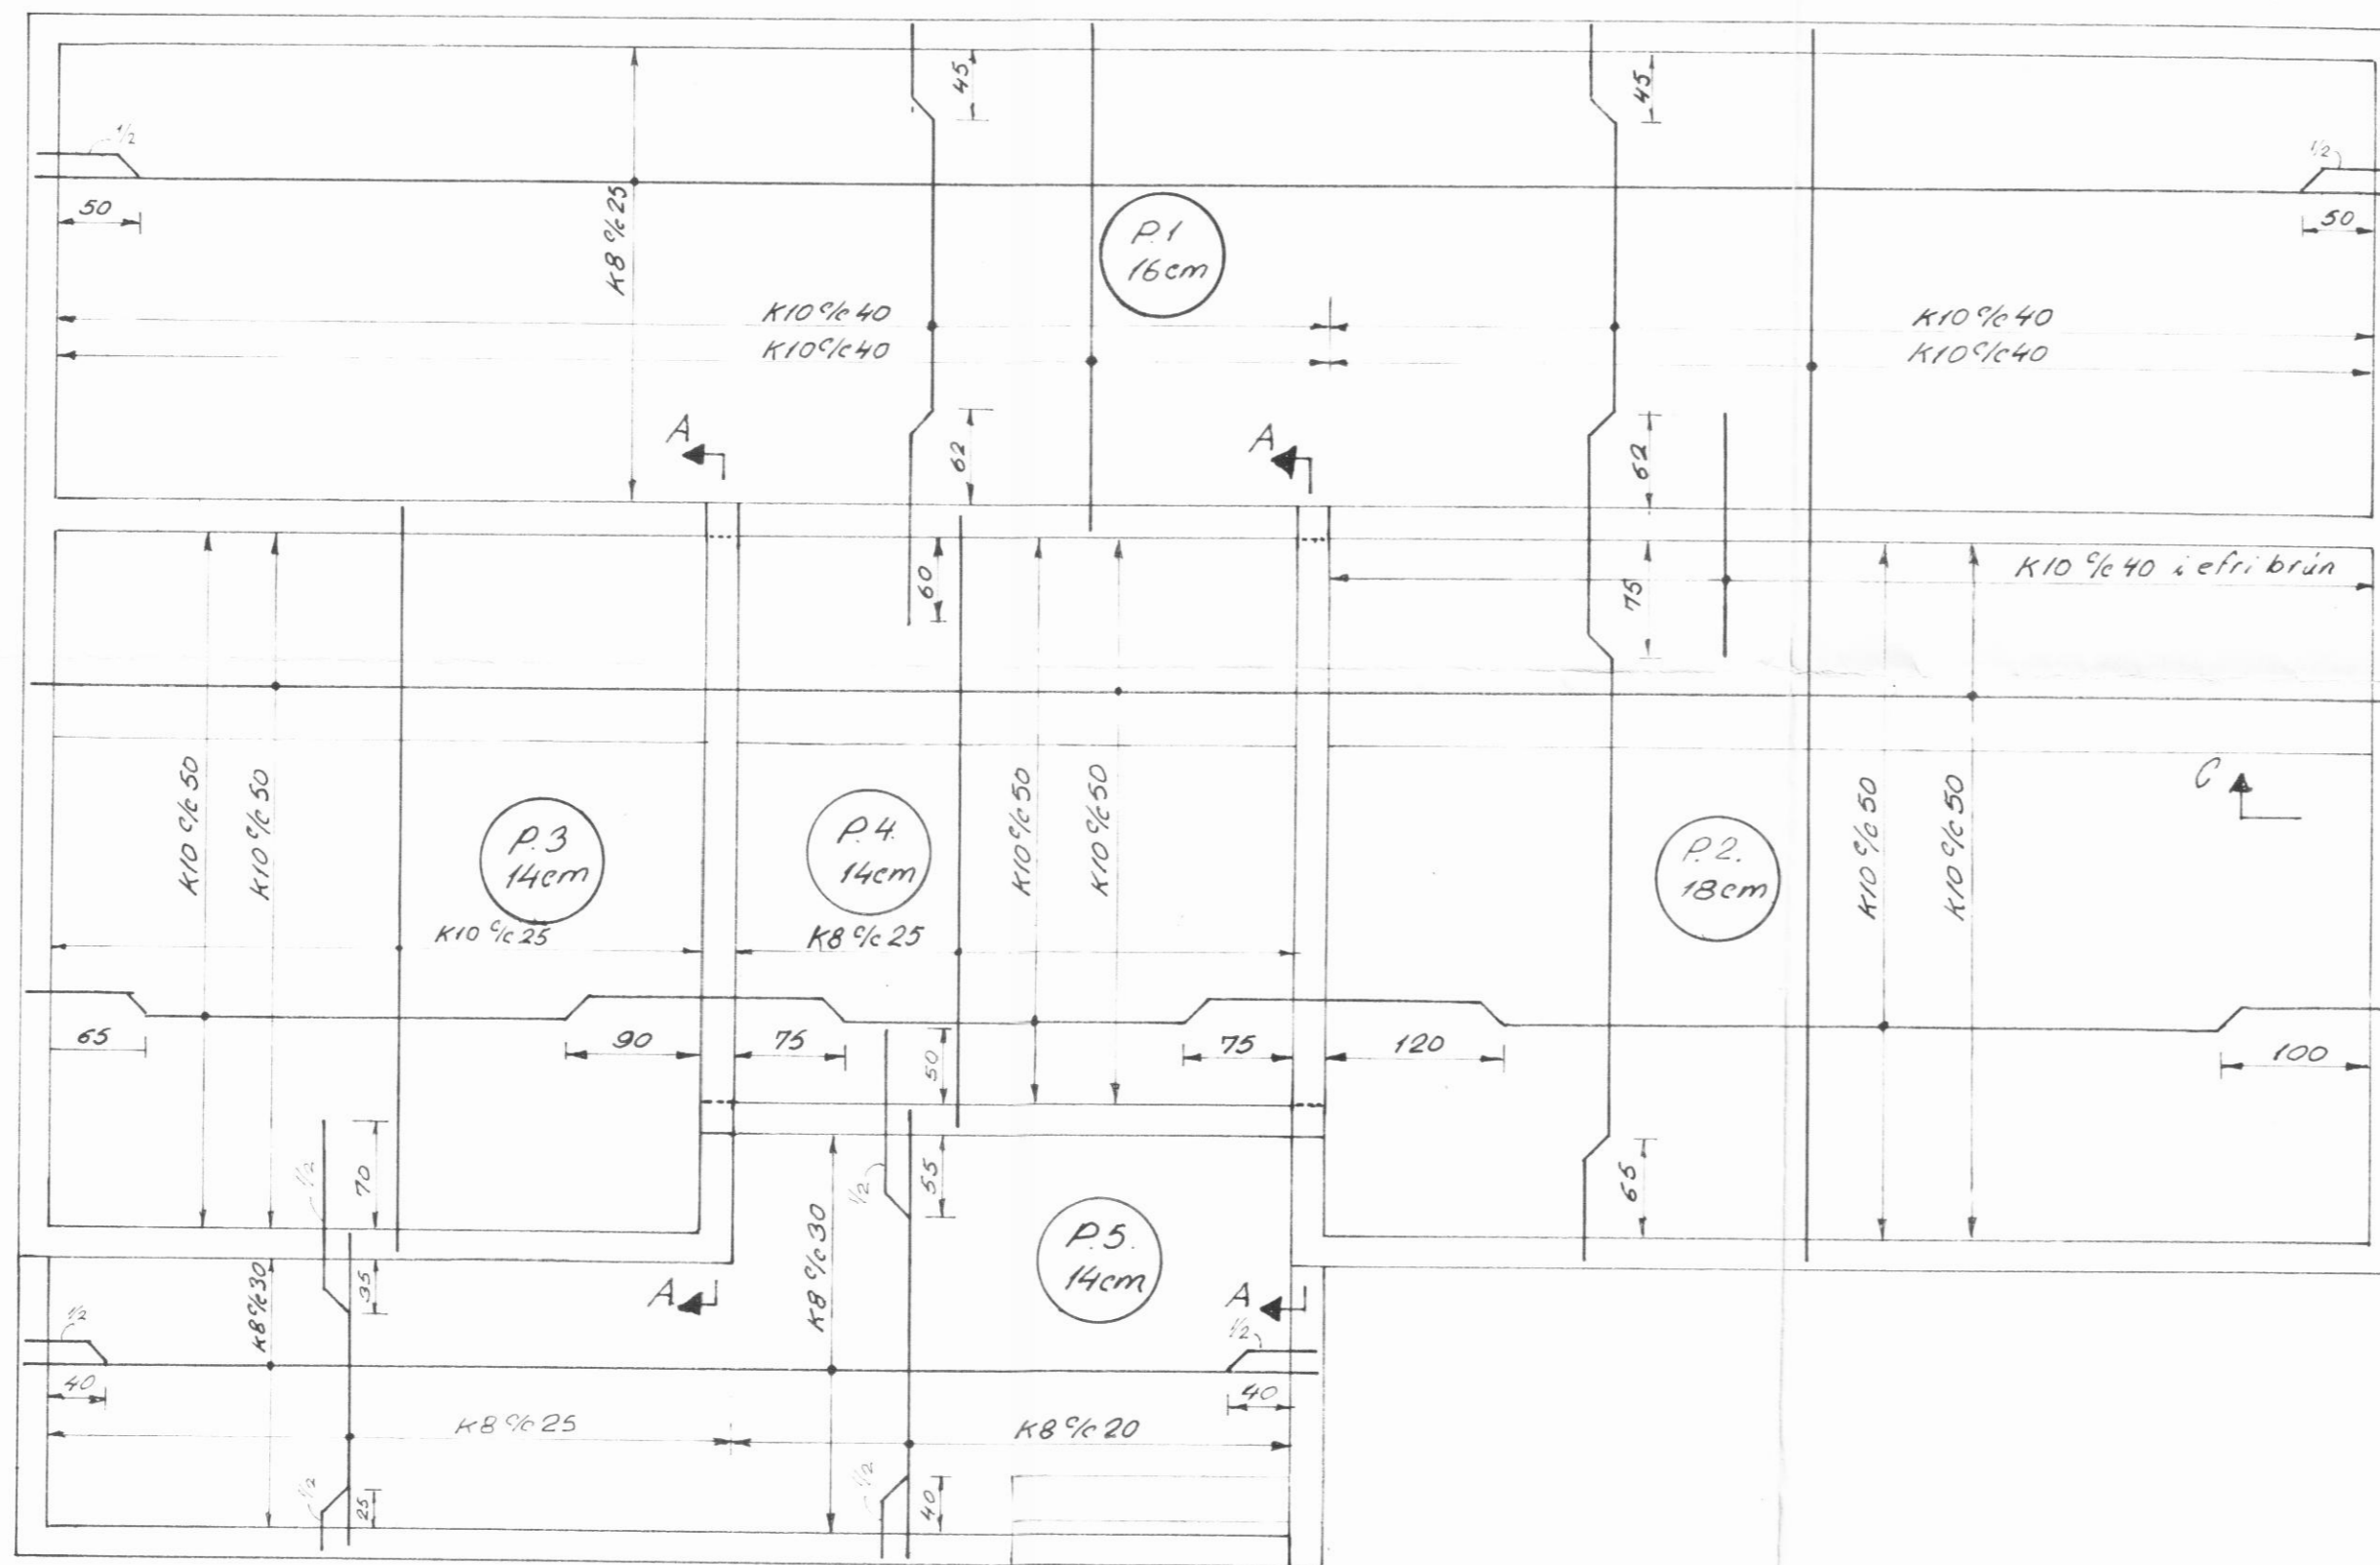 45
45
1/2
1/2
50
50
K8 c/c 25
P.1
16cm
K10 c/c 40
K10 c/c 40
K10 c/c 40
K10 c/c 40
A
A
62
62
60
75
K10 c/c 40 í efri brún
K10 c/c 50
K10 c/c 50
K10 c/c 50
K10 c/c 50
K10 c/c 50
K10 c/c 50
C
P.3
14cm
P.4.
14cm
P.2.
18cm
K10 c/c 25
K8 c/c 25
65
90
75
50
75
120
100
1/2
70
1/2
55
65
K8 c/c 30
35
K8 c/c 30
P.5.
14cm
A
A
1/2
1/2
40
40
K8 c/c 25
K8 c/c 20
1/2
25
1/2
40